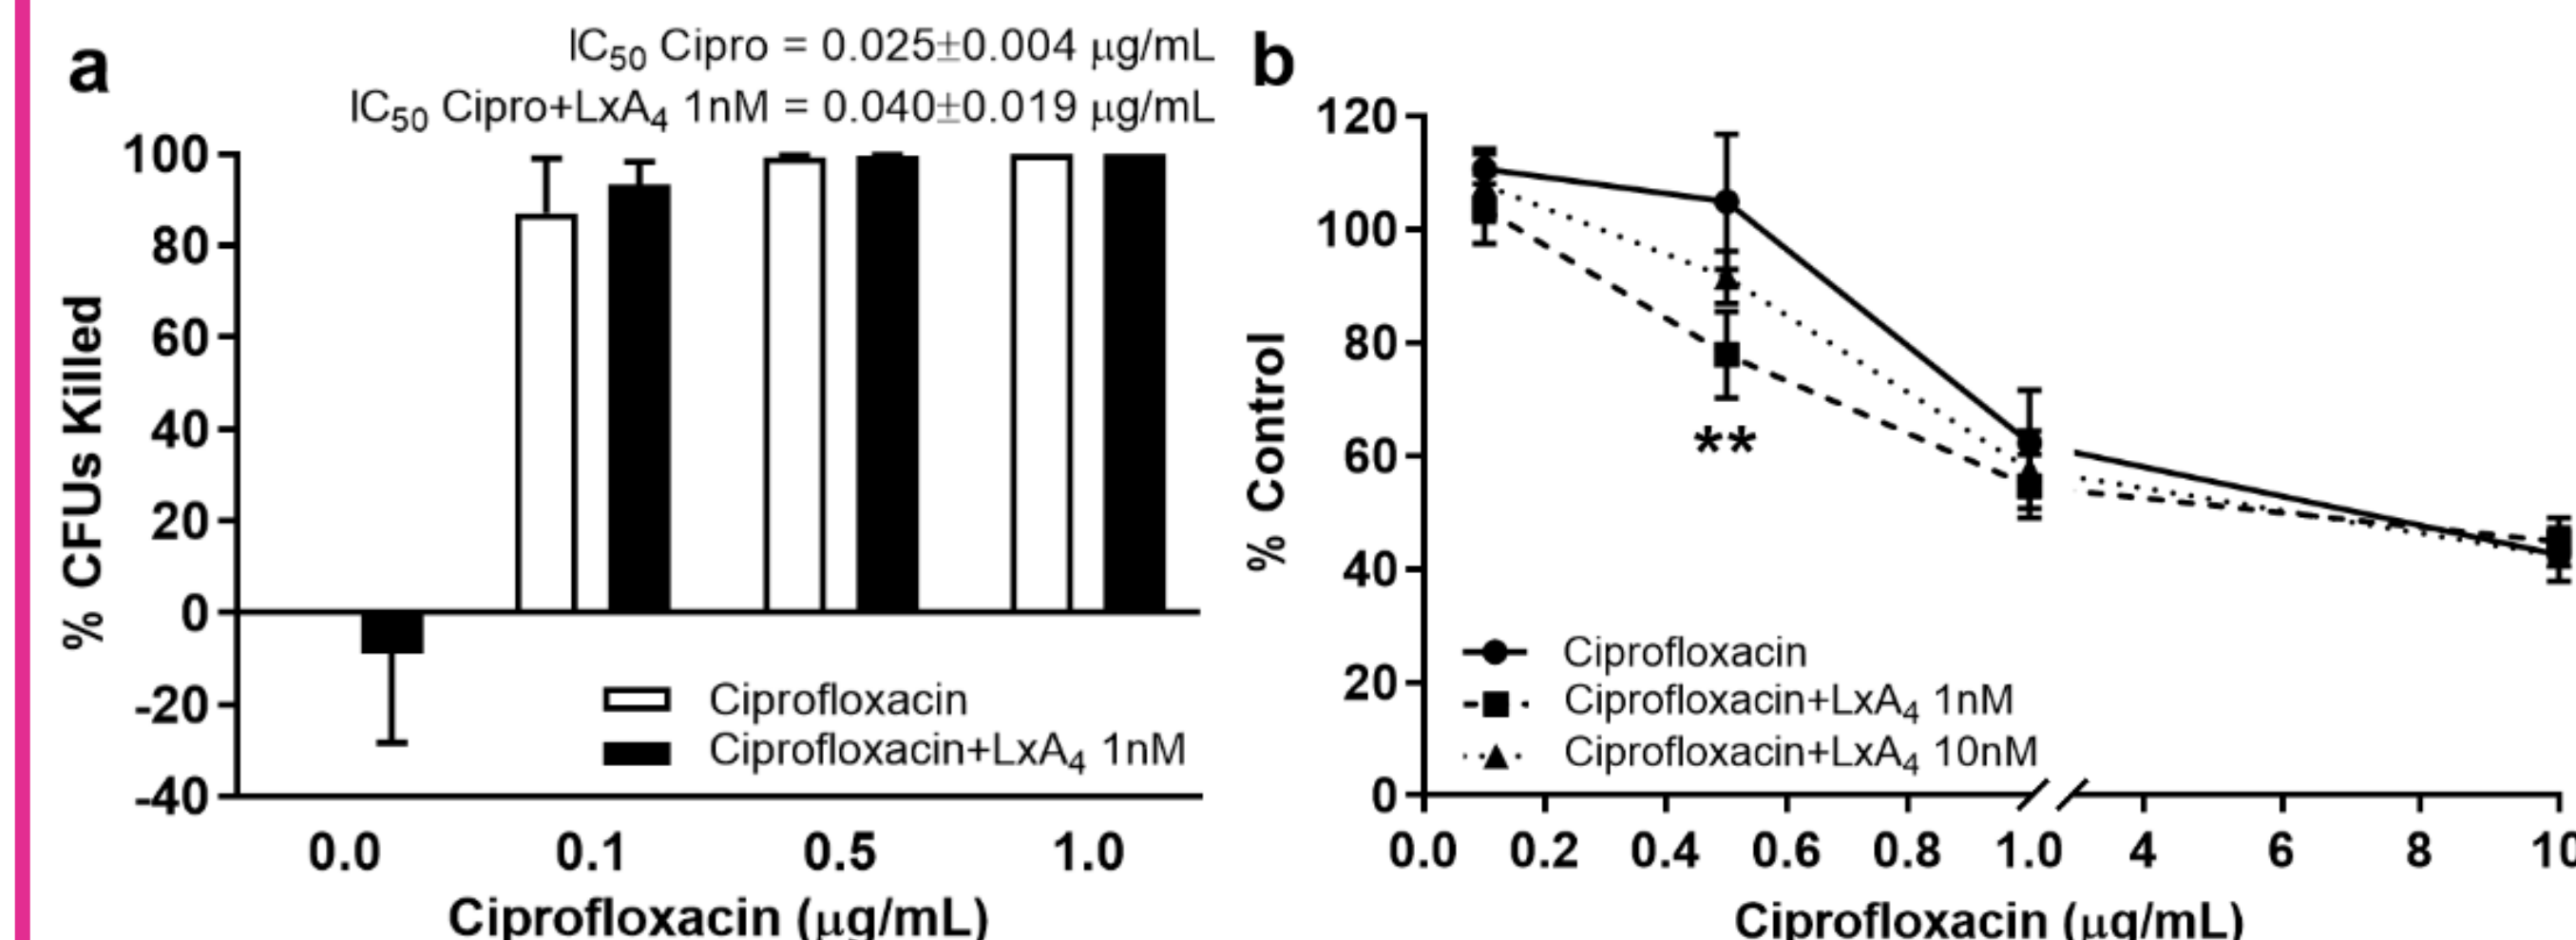 a
IC50 Cipro = 0.025±0.004 µg/mL
IC50 Cipro+LxA4 1nM = 0.040±0.019 µg/mL
% CFUs Killed
100
80
60
40
20
0
-20
-40
Ciprofloxacin
Ciprofloxacin+LxA4 1nM
0.0 0.1 0.5 1.0
Ciprofloxacin (µg/mL)
b
% Control
120
100
80
60
40
20
0
**
Ciprofloxacin
Ciprofloxacin+LxA4 1nM
Ciprofloxacin+LxA4 10nM
0.0 0.2 0.4 0.6 0.8 1.0 4 6 8 10
Ciprofloxacin (µg/mL)